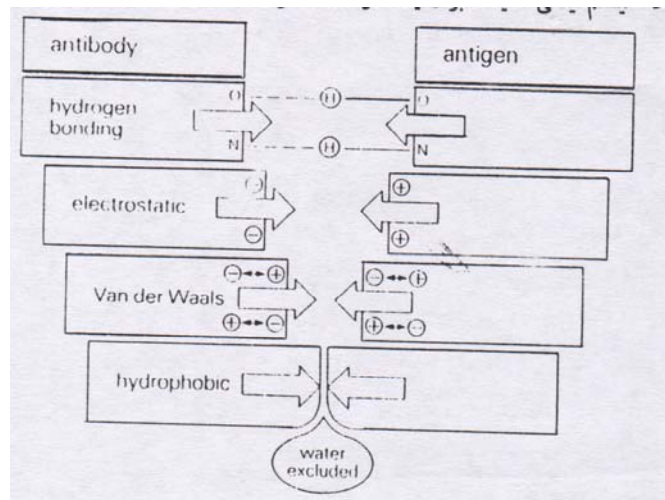 antibody
antigen
hydrogen
bonding
O H O
N H N
electrostatic
⊖ ⊕
⊖ ⊕
Van der Waals
⊖ ⊕ ⊖ ⊕
⊕ ⊖ ⊕ ⊖
hydrophobic
water
excluded